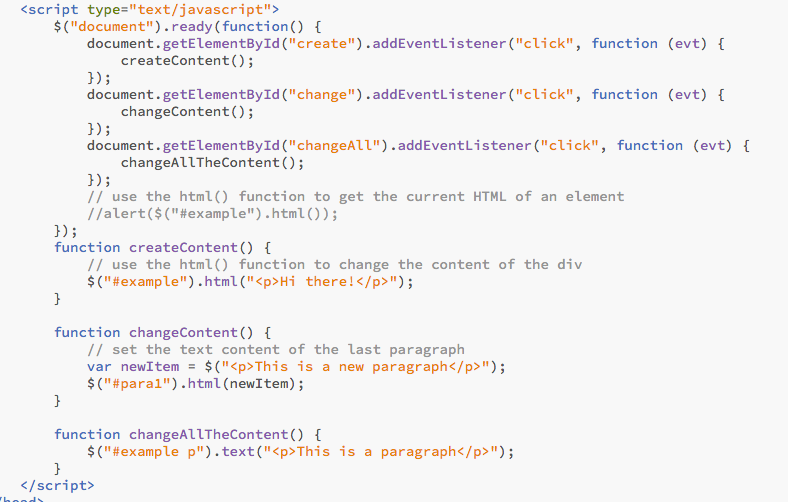 <script type="text/javascript">
    $("document").ready(function() {
        document.getElementById("create").addEventListener("click", function (evt) {
            createContent();
        });
        document.getElementById("change").addEventListener("click", function (evt) {
            changeContent();
        });
        document.getElementById("changeAll").addEventListener("click", function (evt) {
            changeAllTheContent();
        });
        // use the html() function to get the current HTML of an element
        //alert($("#example").html());
    });
    function createContent() {
        // use the html() function to change the content of the div
        $("#example").html("<p>Hi there!</p>");
    }

    function changeContent() {
        // set the text content of the last paragraph
        var newItem = $("<p>This is a new paragraph</p>");
        $("#para1").html(newItem);
    }

    function changeAllTheContent() {
        $("#example p").text("<p>This is a paragraph</p>");
    }
</script>
/head>